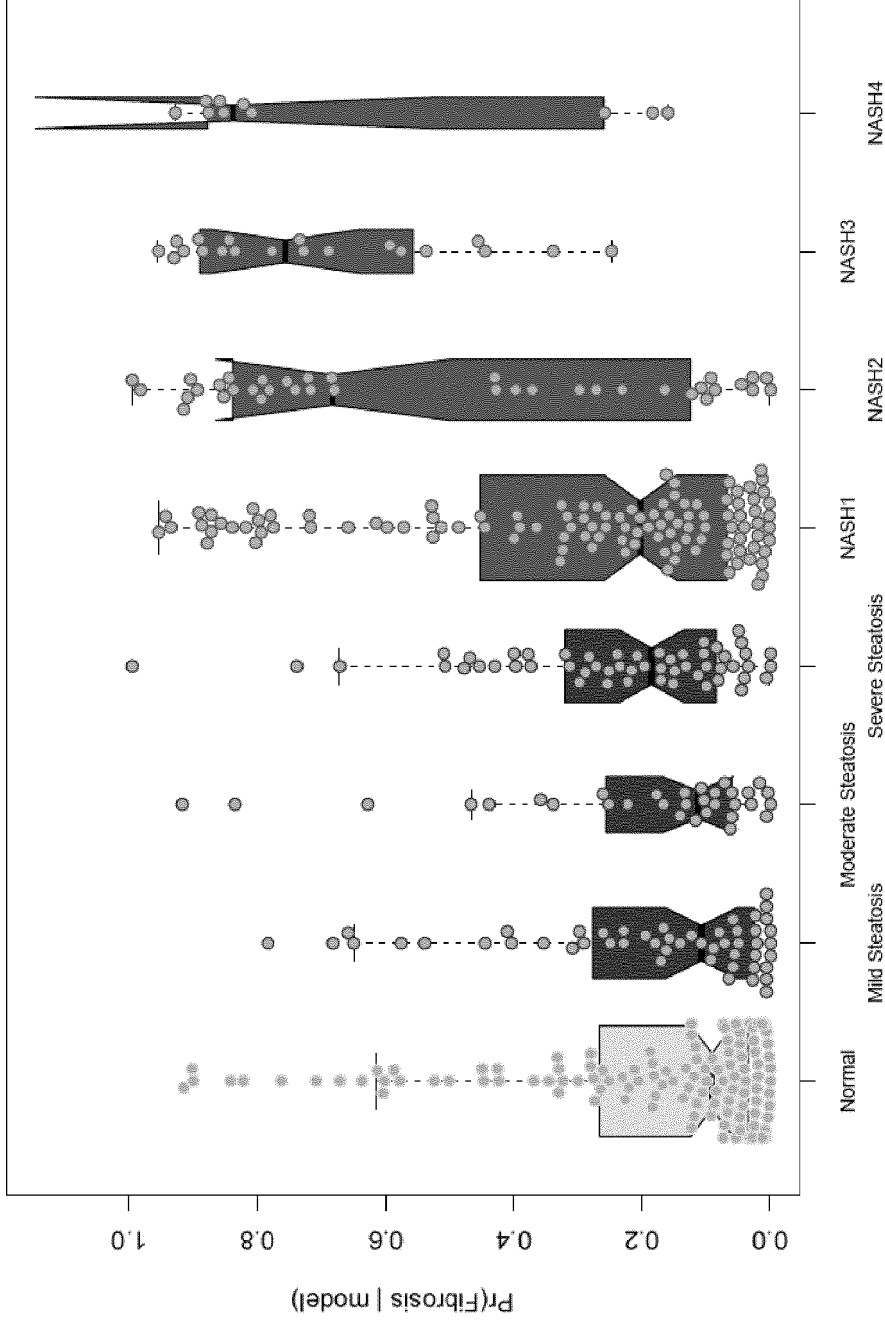 Pr(Fibrosis | model)
1.0
0.8
0.6
0.4
0.2
0.0
Normal
Mild Steatosis
Moderate Steatosis
Severe Steatosis
NASH1
NASH2
NASH3
NASH4